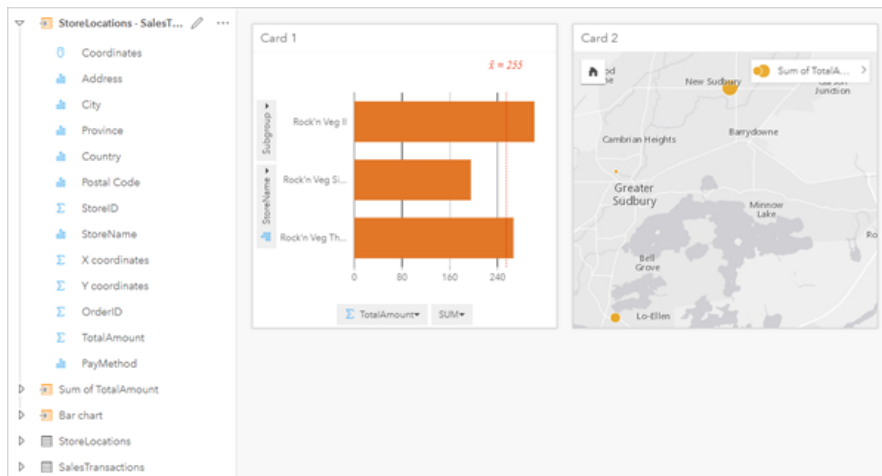 StoreLocations - SalesT...
Coordinates
Address
City
Province
Country
Postal Code
StoreID
StoreName
X coordinates
Y coordinates
OrderID
TotalAmount
PayMethod
Sum of TotalAmount
Bar chart
StoreLocations
SalesTransactions
Card 1
x̄ = 255
Subgroup
StoreName
Rock'n Veg II
Rock'n Veg Si...
Rock'n Veg Th...
0 80 160 240
Σ TotalAmount SUM
Card 2
Sum of TotalA...
New Sudbury
Junction
Cambrian Heights
Barrydowne
Greater
Sudbury
Minnow
Lake
Bell
Grove
Lo-Ellen
Ro